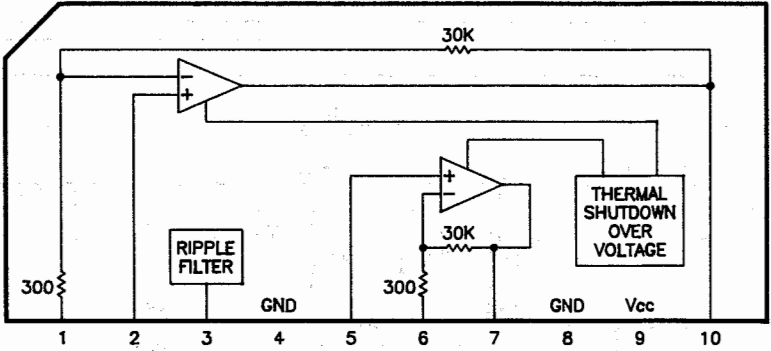 30K
−
+
+
−
THERMAL
SHUTDOWN
OVER
VOLTAGE
30K
RIPPLE
FILTER
300
300
GND
GND
Vcc
1 2 3 4 5 6 7 8 9 10